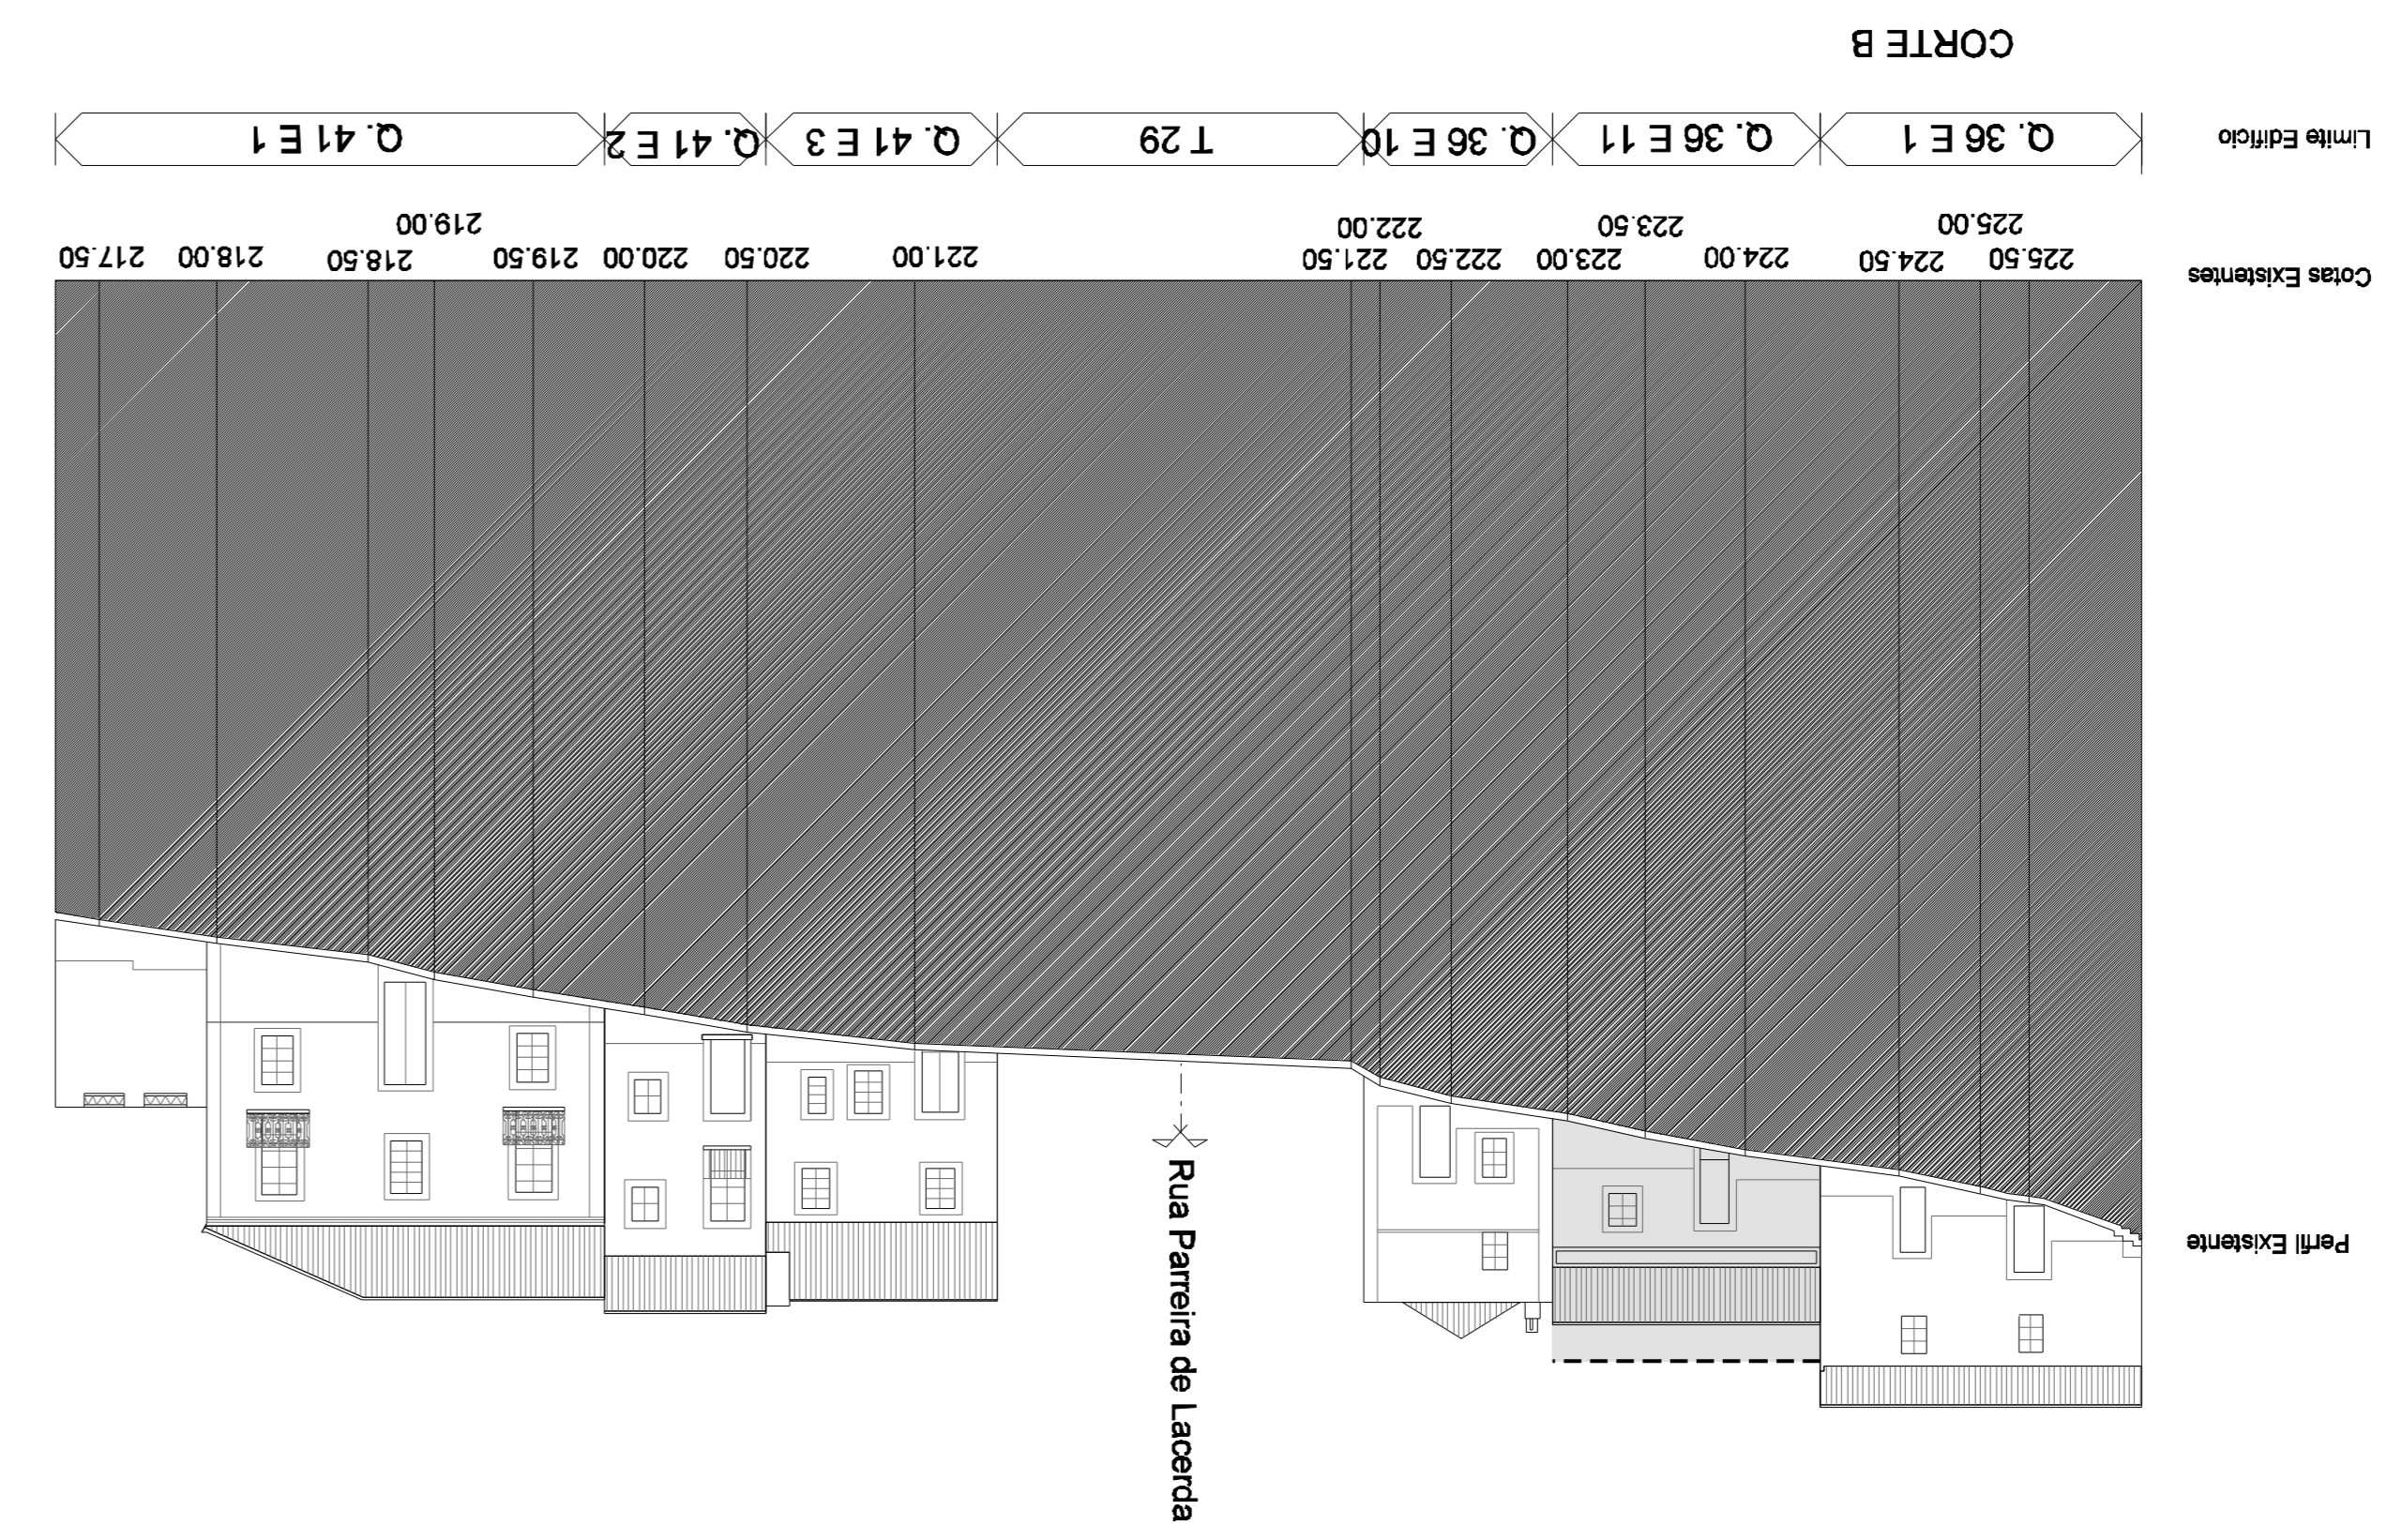 Rua Parreira de Lacerda
Perfil Existente
Cotas Existentes
225.50 224.50 224.00 223.00 222.50 221.50 221.00 220.50 220.00 219.50 218.50 218.00 217.50
225.00 223.50 222.00 219.00
Limite Edifício
Q. 36 E 1 Q. 36 E 11 Q. 36 E 10 T 29 Q. 41 E 3 Q. 41 E 2 Q. 41 E 1
CORTE B